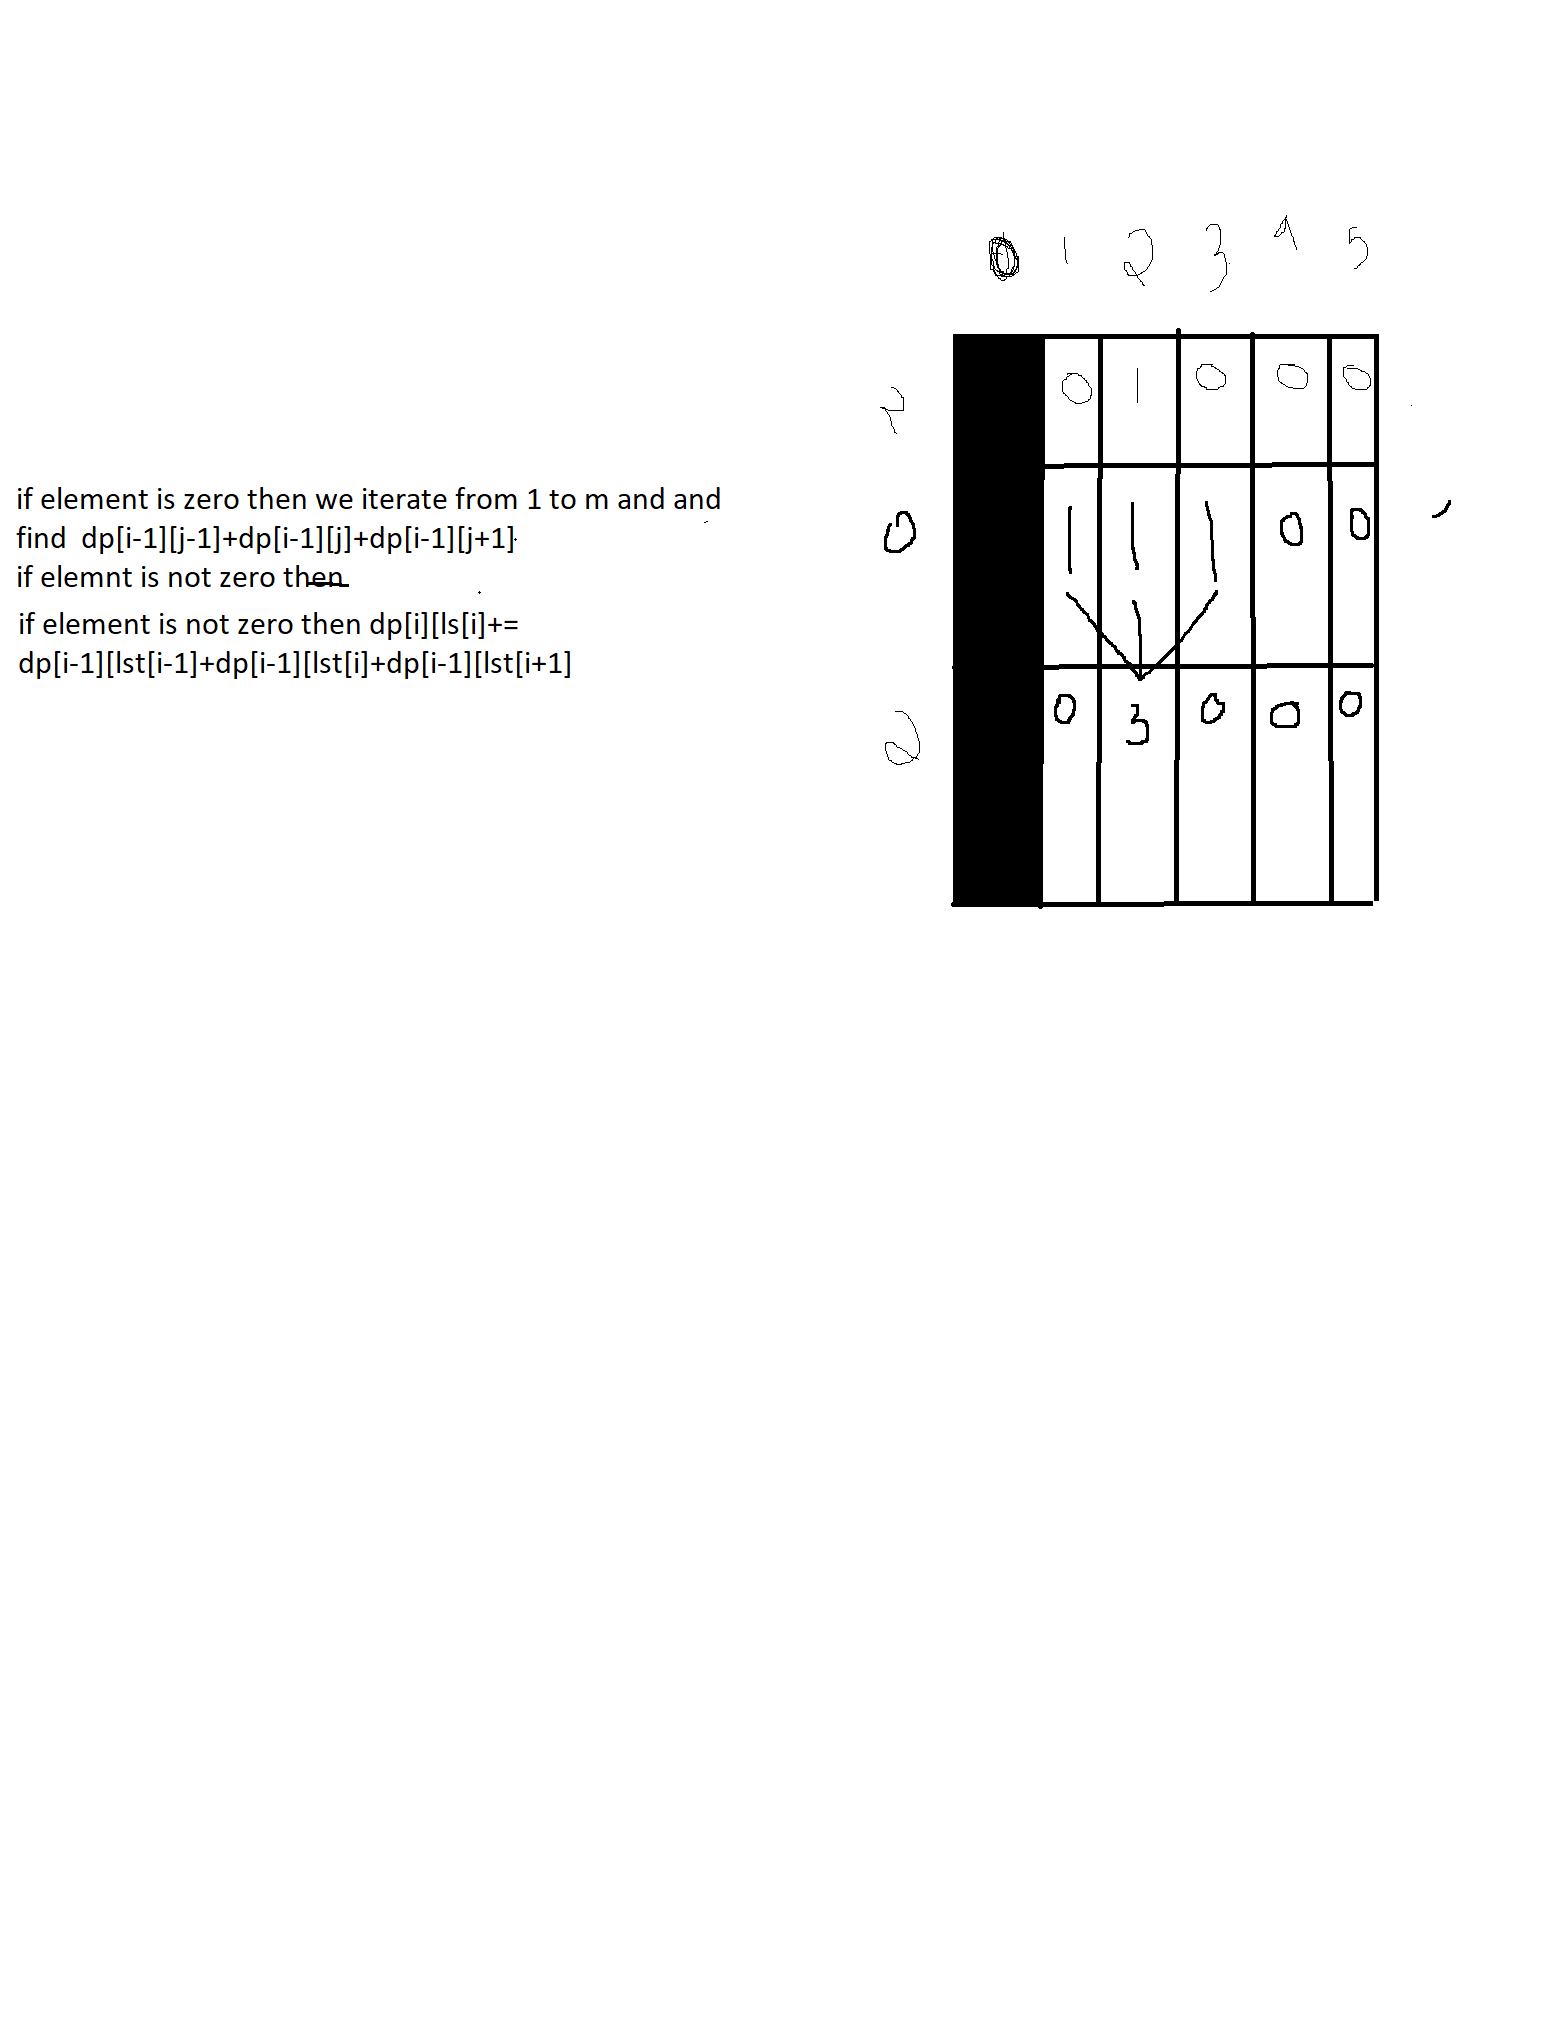 0 1 2 3 4 5
2 0 1 0 0 0
if element is zero then we iterate from 1 to m and and
find dp[i-1][j-1]+dp[i-1][j]+dp[i-1][j+1]
0 1 1 1 0 0
if elemnt is not zero then
if element is not zero then dp[i][ls[i]+=
dp[i-1][lst[i-1]+dp[i-1][lst[i]+dp[i-1][lst[i+1]
2 0 3 0 0 0